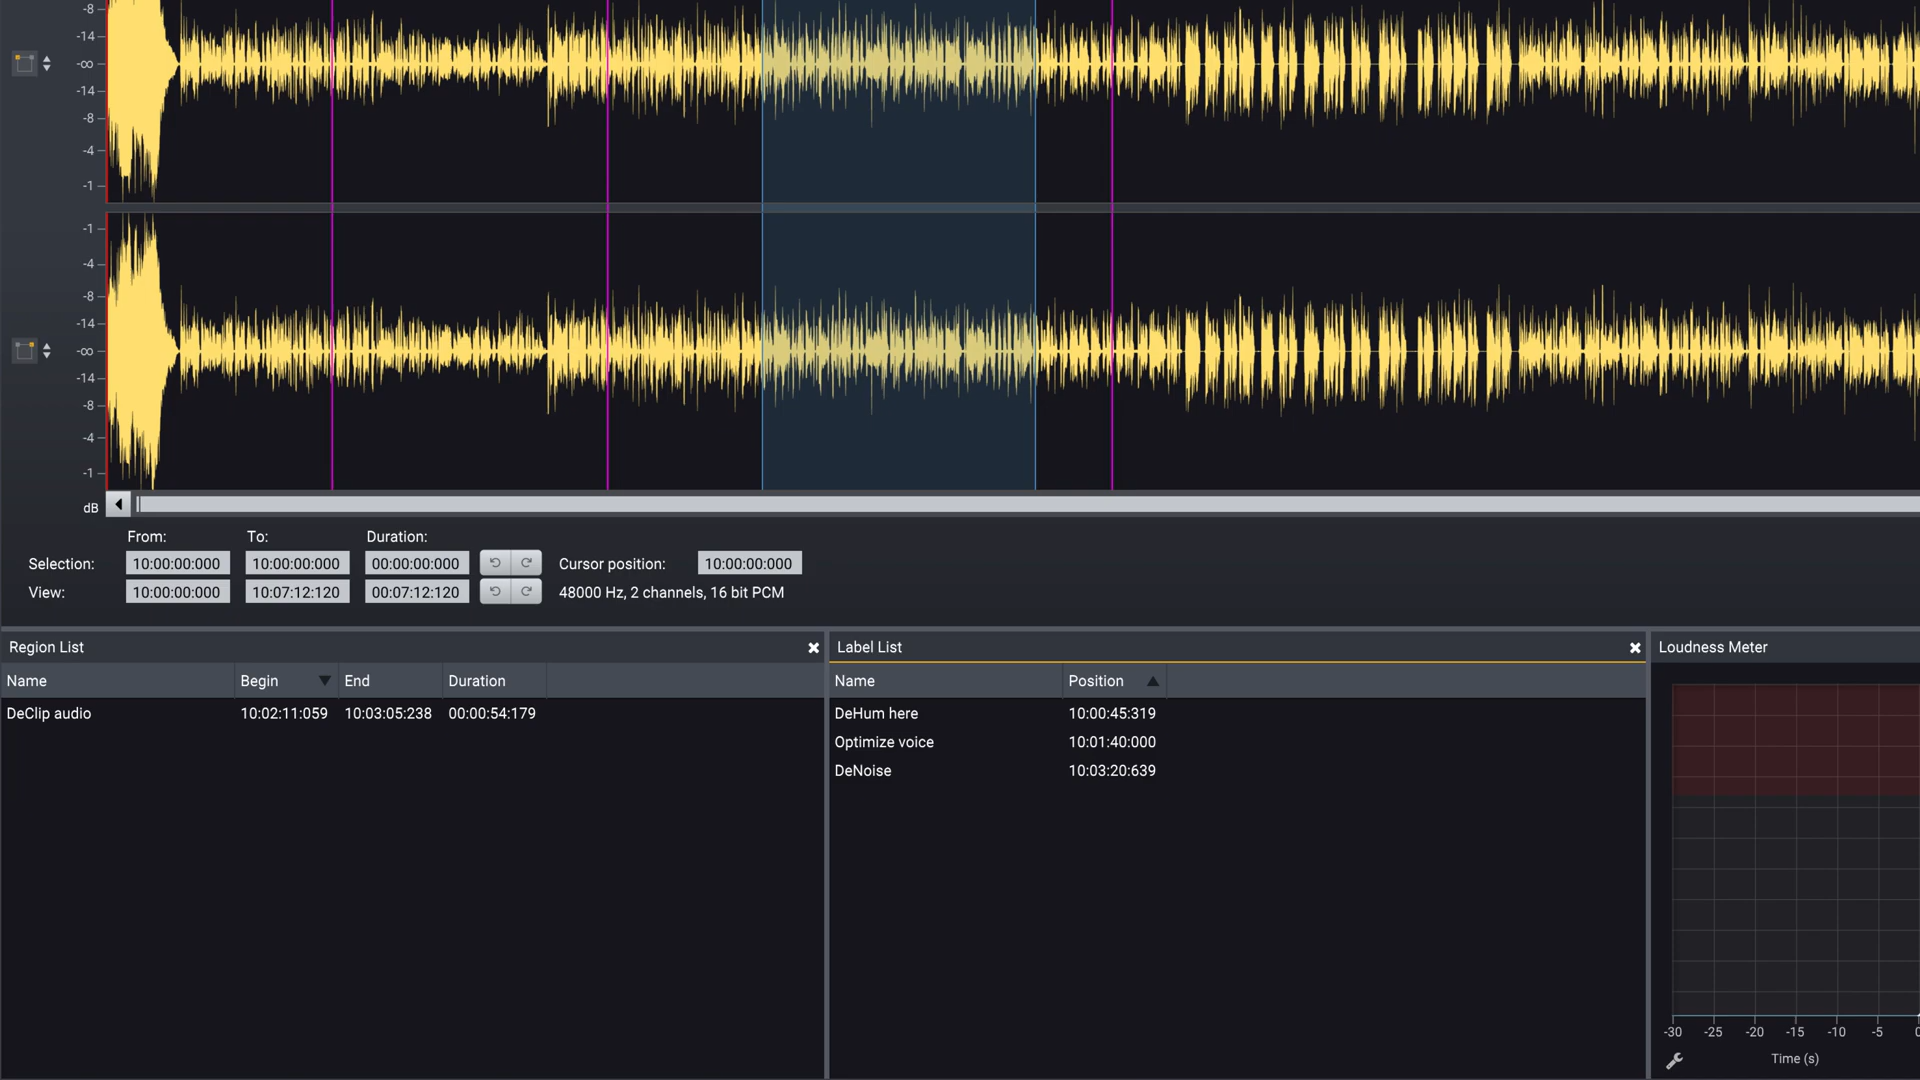 -8
-14
-∞
-14
-8
-4
-1
-1
-4
-8
-14
-∞
-14
-8
-4
-1
dB
From: To: Duration:
Selection: 10:00:00:000 10:00:00:000 00:00:00:000 Cursor position: 10:00:00:000
View: 10:00:00:000 10:07:12:120 00:07:12:120 48000 Hz, 2 channels, 16 bit PCM
Region List
Name Begin End Duration
DeClip audio 10:02:11:059 10:03:05:238 00:00:54:179
Label List
Name Position
DeHum here 10:00:45:319
Optimize voice 10:01:40:000
DeNoise 10:03:20:639
Loudness Meter
-30 -25 -20 -15 -10 -5 0
Time (s)